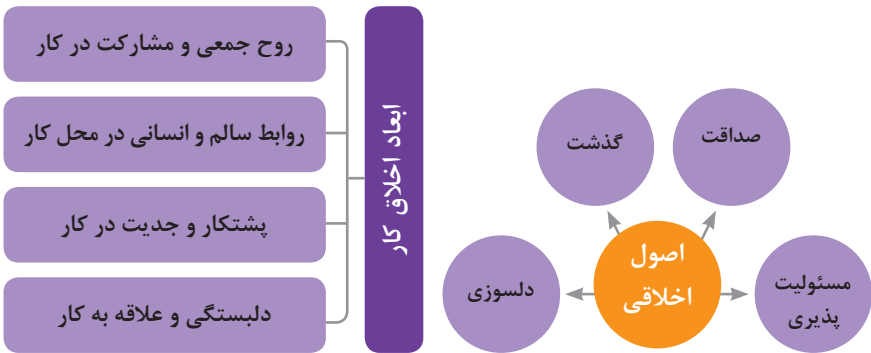 صداقت
گذشت
مسئولیت
پذیری
اصول
اخلاقی
دلسوزی
ابعاد اخلاق کار
روح جمعی و مشارکت در کار
روابط سالم و انسانی در محل کار
پشتکار و جدیت در کار
دلبستگی و علاقه به کار